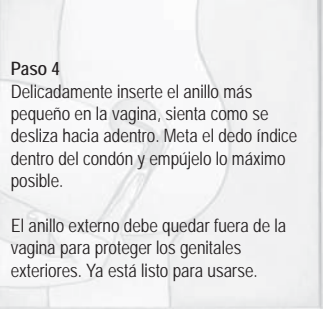 Paso 4
Delicadamente inserte el anillo más
pequeño en la vagina, sienta como se
desliza hacia adentro. Meta el dedo índice
dentro del condón y empújelo lo máximo
posible.
El anillo externo debe quedar fuera de la
vagina para proteger los genitales
exteriores. Ya está listo para usarse.